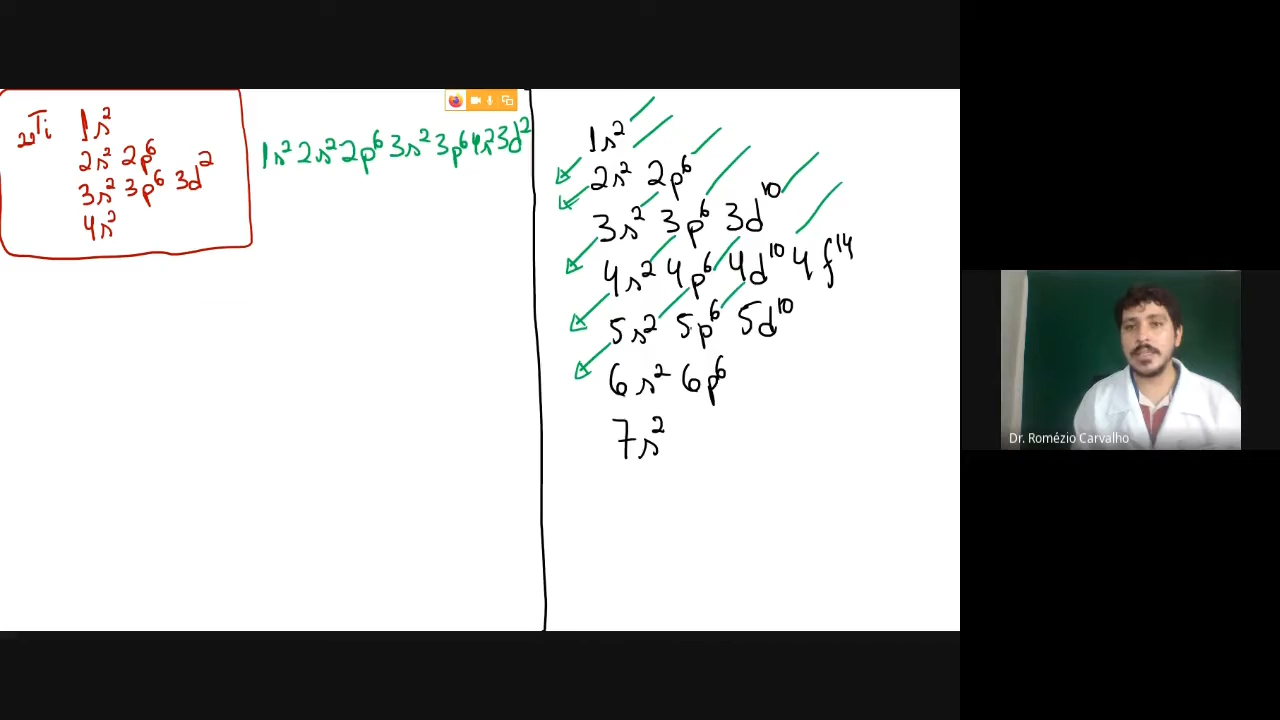 ₂₂Ti 1s²
2s² 2p⁶
3s² 3p⁶ 3d²
4s²
1s² 2s² 2p⁶ 3s² 3p⁶ 4s² 3d²
1s²
2s² 2p⁶
3s² 3p⁶ 3d¹⁰
4s² 4p⁶ 4d¹⁰ 4f¹⁴
5s² 5p⁶ 5d¹⁰
6s² 6p⁶
7s²
Dr. Romézio Carvalho